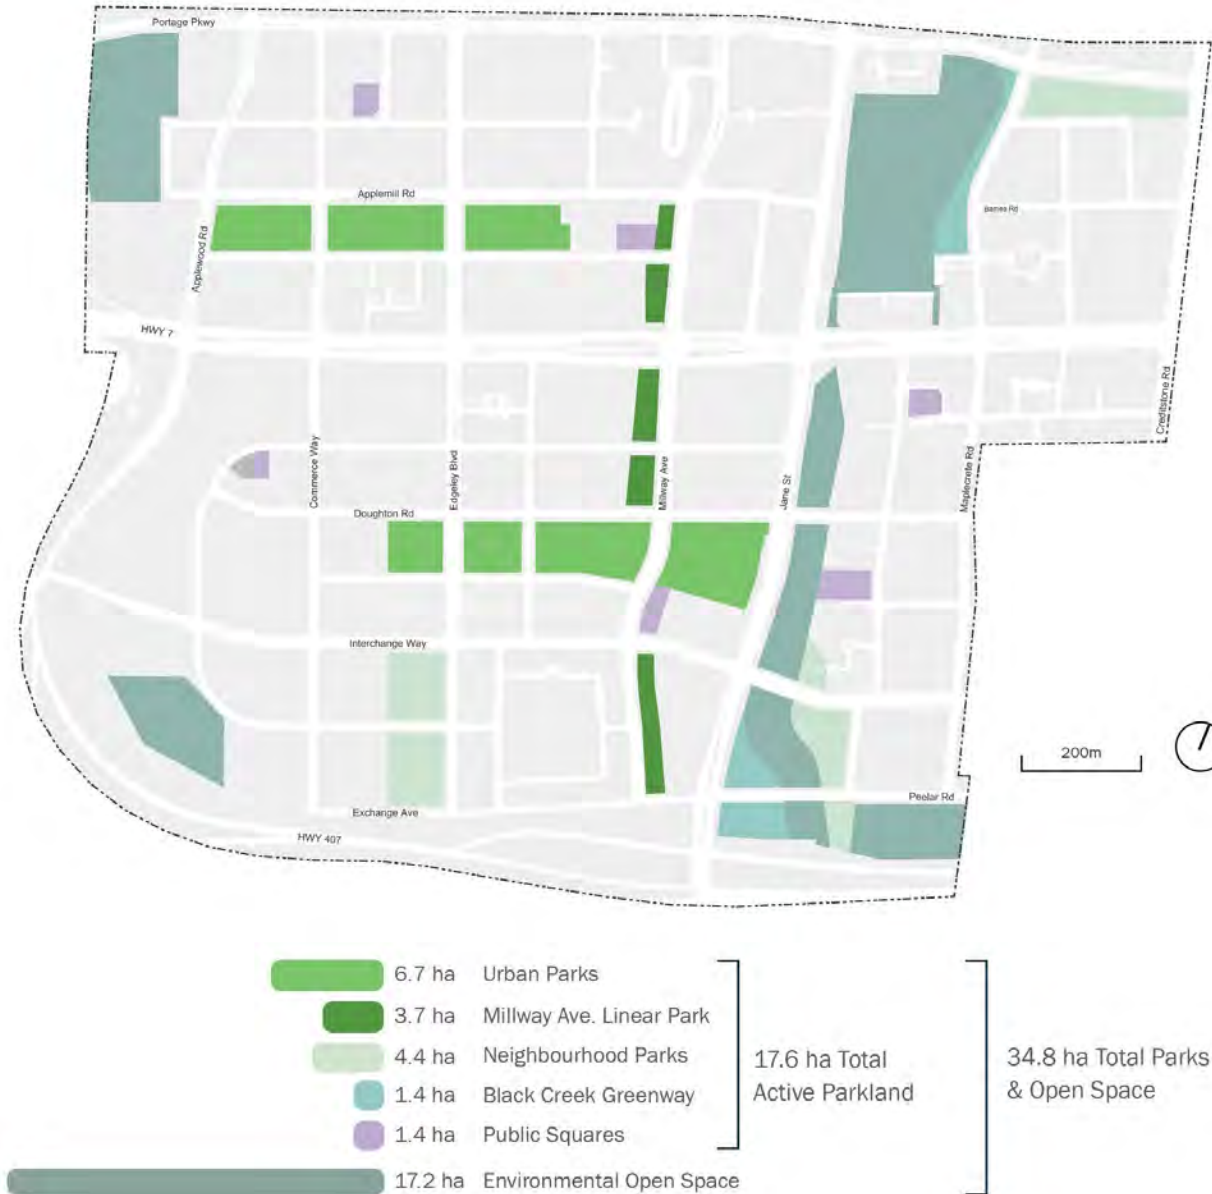 Portage Pkwy
Applemill Rd
Barnes Rd
Applewood Rd
HWY 7
Creditstone Rd
Commerce Way
Edgeley Blvd
Millway Ave
Jane St
Maplecrete Rd
Doughton Rd
Interchange Way
200m
Peelar Rd
Exchange Ave
HWY 407
6.7 ha Urban Parks
3.7 ha Millway Ave. Linear Park
4.4 ha Neighbourhood Parks
1.4 ha Black Creek Greenway
1.4 ha Public Squares
17.2 ha Environmental Open Space
17.6 ha Total
Active Parkland
34.8 ha Total Parks
& Open Space